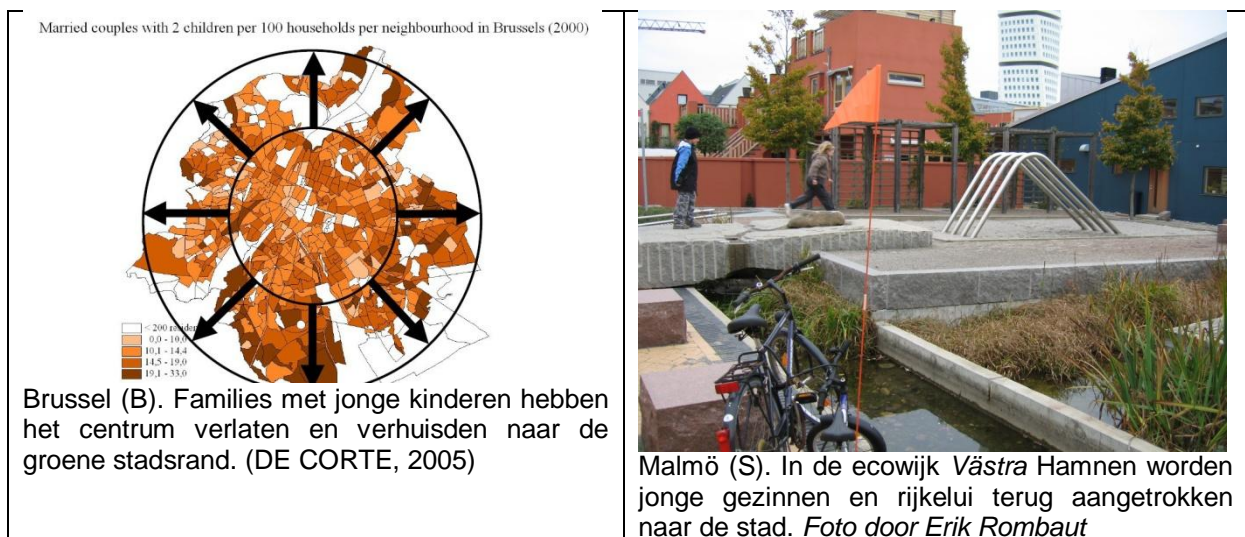 Married couples with 2 children per 100 households per neighbourhood in Brussels (2000)
< 200
0,0 - 10,0
10,1 - 14,4
14,5 - 19,0
19,1 - 33,0
Brussel (B). Families met jonge kinderen hebben
het centrum verlaten en verhuisden naar de
groene stadsrand. (DE CORTE, 2005)
Malmö (S). In de ecowijk Västra Hamnen worden
jonge gezinnen en rijkelui terug aangetrokken
naar de stad. Foto door Erik Rombaut